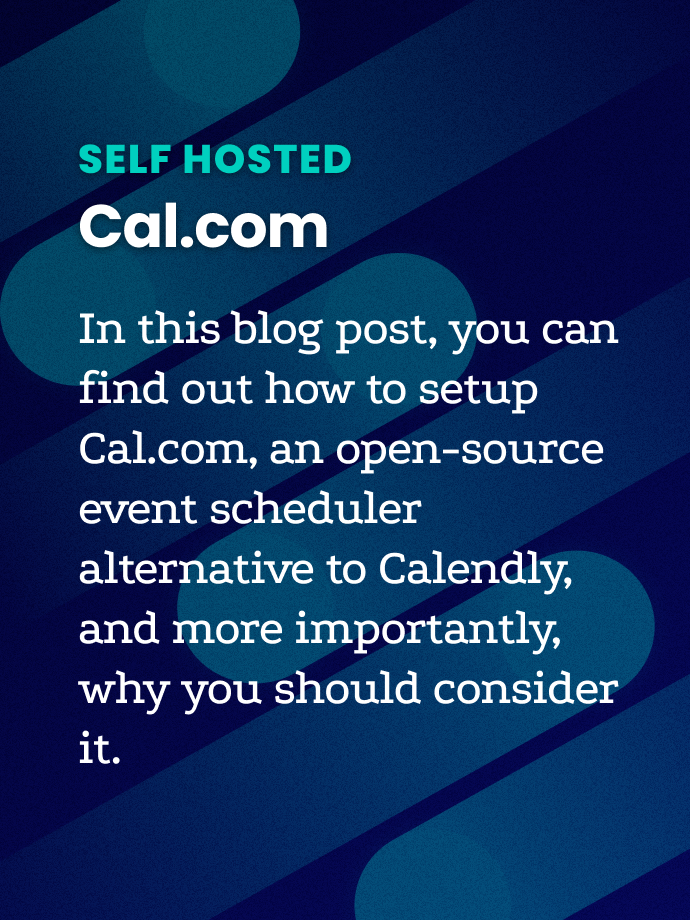 SELF HOSTED
Cal.com
In this blog post, you can
find out how to setup
Cal.com, an open-source
event scheduler
alternative to Calendly,
and more importantly,
why you should consider
it.